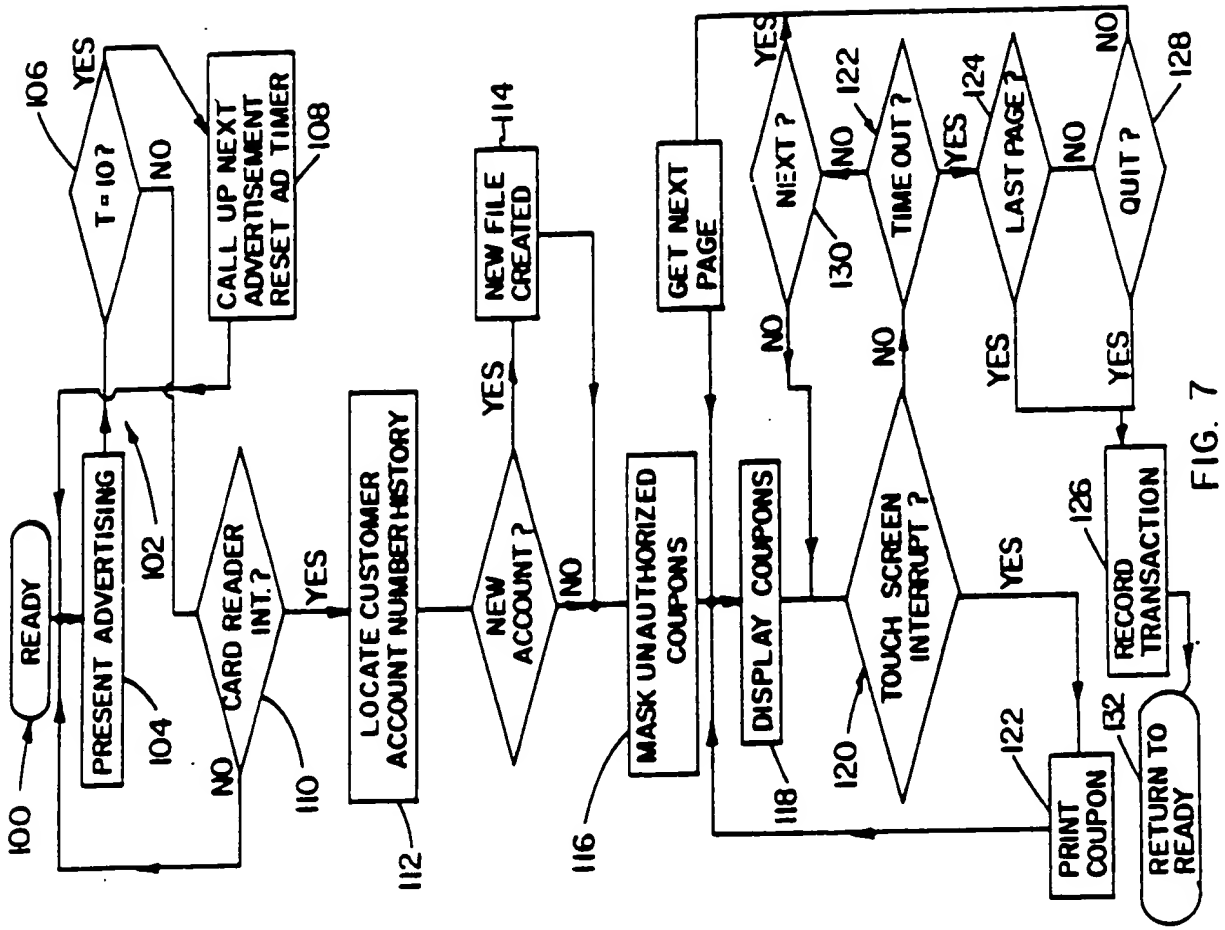 100
READY
PRESENT ADVERTISING
104
102
T = 10?
106
YES
NO
CALL UP NEXT
ADVERTISEMENT
RESET AD TIMER
108
CARD READER
INT.?
NO
110
YES
LOCATE CUSTOMER
ACCOUNT NUMBER HISTORY
112
NEW
ACCOUNT?
YES
NEW FILE
CREATED
114
NO
MASK UNAUTHORIZED
COUPONS
116
GET NEXT
PAGE
DISPLAY COUPONS
118
NEXT?
YES
NO
130
TOUCH SCREEN
INTERRUPT?
120
NO
TIME OUT?
122
NO
YES
LAST PAGE?
124
YES
NO
QUIT?
128
NO
YES
YES
PRINT
COUPON
122
RECORD
TRANSACTION
126
RETURN TO
READY
132
FIG. 7